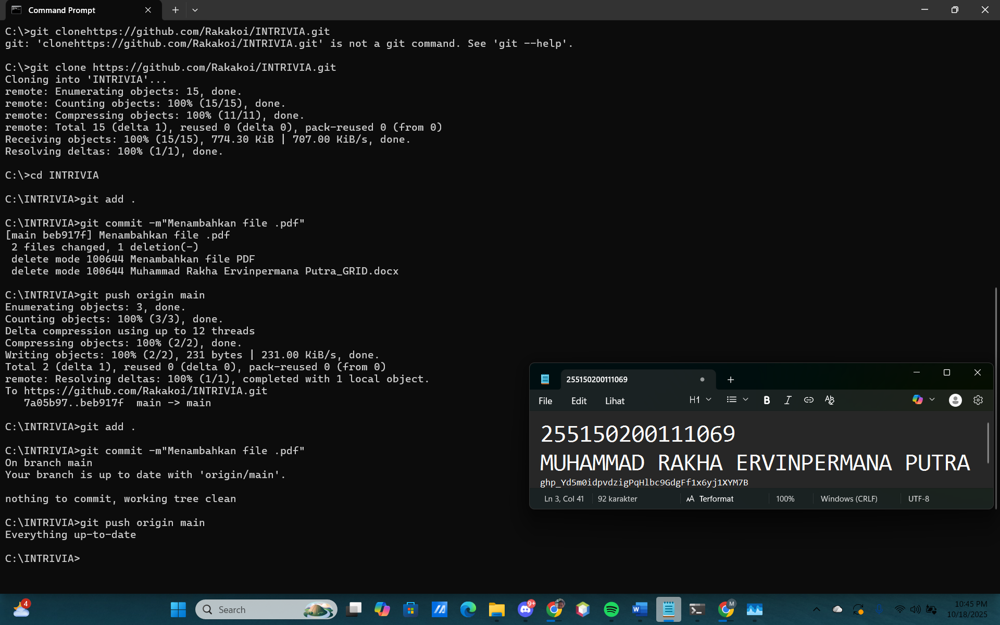 Command Prompt
C:\>git clonehttps://github.com/Rakakoi/INTRIVIA.git
git: 'clonehttps://github.com/Rakakoi/INTRIVIA.git' is not a git command. See 'git --help'.
C:\>git clone https://github.com/Rakakoi/INTRIVIA.git
Cloning into 'INTRIVIA'...
remote: Enumerating objects: 15, done.
remote: Counting objects: 100% (15/15), done.
remote: Compressing objects: 100% (11/11), done.
remote: Total 15 (delta 1), reused 0 (delta 0), pack-reused 0 (from 0)
Receiving objects: 100% (15/15), 774.30 KiB | 707.00 KiB/s, done.
Resolving deltas: 100% (1/1), done.
C:\>cd INTRIVIA
C:\INTRIVIA>git add .
C:\INTRIVIA>git commit -m"Menambahkan file .pdf"
[main beb917f] Menambahkan file .pdf
2 files changed, 1 deletion(-)
delete mode 100644 Menambahkan file PDF
delete mode 100644 Muhammad Rakha Ervinpermana Putra_GRID.docx
C:\INTRIVIA>git push origin main
Enumerating objects: 3, done.
Counting objects: 100% (3/3), done.
Delta compression using up to 12 threads
Compressing objects: 100% (2/2), done.
Writing objects: 100% (2/2), 231 bytes | 231.00 KiB/s, done.
Total 2 (delta 1), reused 0 (delta 0), pack-reused 0 (from 0)
remote: Resolving deltas: 100% (1/1), completed with 1 local object.
To https://github.com/Rakakoi/INTRIVIA.git
7a05b97..beb917f  main -> main
C:\INTRIVIA>git add .
C:\INTRIVIA>git commit -m"Menambahkan file .pdf"
On branch main
Your branch is up to date with 'origin/main'.
nothing to commit, working tree clean
C:\INTRIVIA>git push origin main
Everything up-to-date
C:\INTRIVIA>
255150200111069
File Edit Lihat H1 B I
255150200111069
MUHAMMAD RAKHA ERVINPERMANA PUTRA
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
Ln 3, Col 41 92 karakter Terformat 100% Windows (CRLF) UTF-8
4 Search 9+ M 10:45 PM
10/18/2025